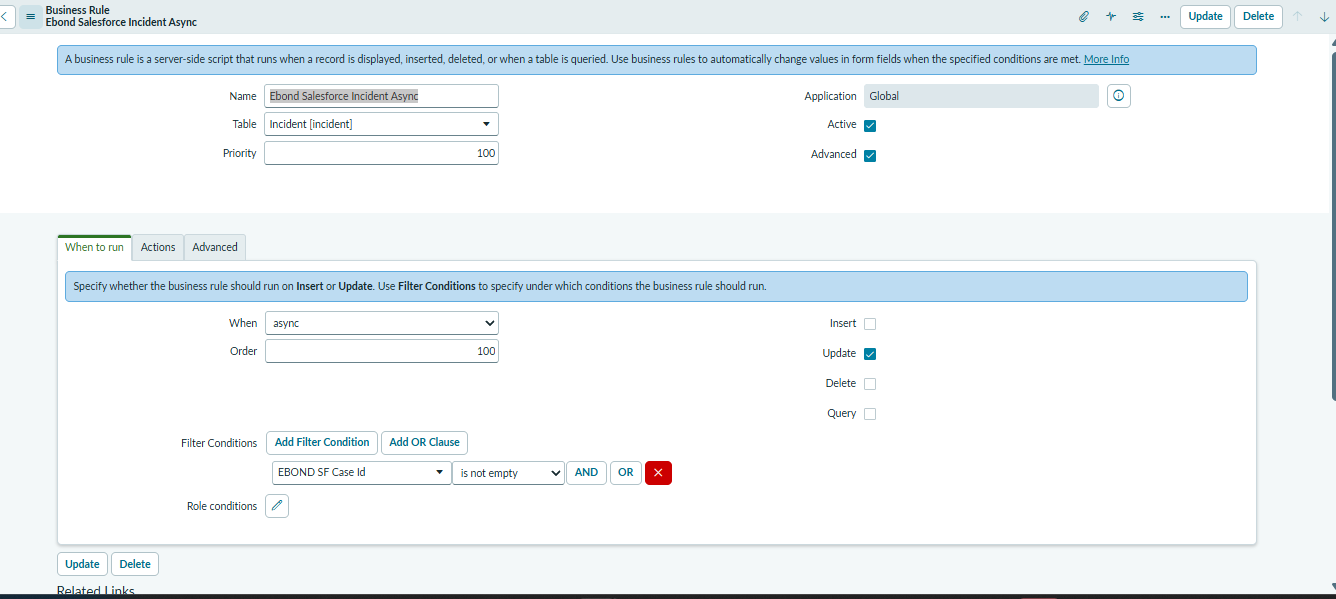 Business Rule
Ebond Salesforce Incident Async
Update
Delete
A business rule is a server-side script that runs when a record is displayed, inserted, deleted, or when a table is queried. Use business rules to automatically change values in form fields when the specified conditions are met. More Info
Name
Ebond Salesforce Incident Async
Application
Global
Table
Incident [incident]
Active
Priority
100
Advanced
When to run
Actions
Advanced
Specify whether the business rule should run on Insert or Update. Use Filter Conditions to specify under which conditions the business rule should run.
When
async
Insert
Order
100
Update
Delete
Query
Filter Conditions
Add Filter Condition
Add OR Clause
EBOND SF Case Id
is not empty
AND
OR
Role conditions
Update
Delete
Related Links